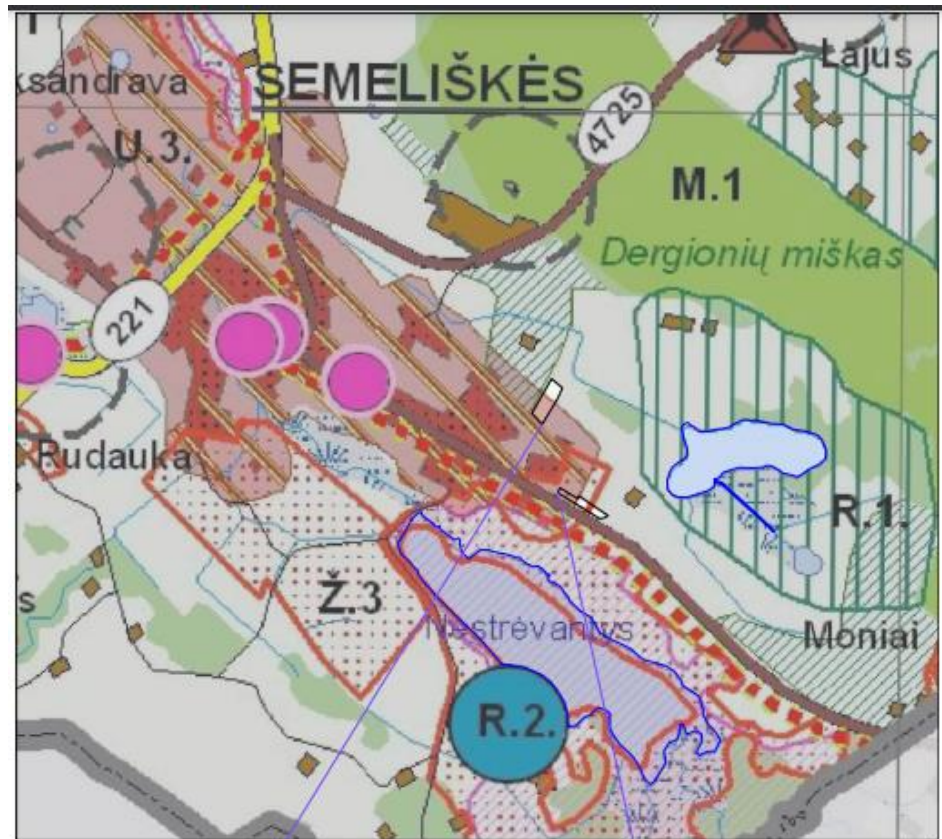 SEMELIŠKĖS
Lajus
ksandrava
4725
U.3.
M.1
Dergionių miškas
221
Rudauka
R.1.
s
Ž.3
Nestrėvantys
Moniai
R.2.